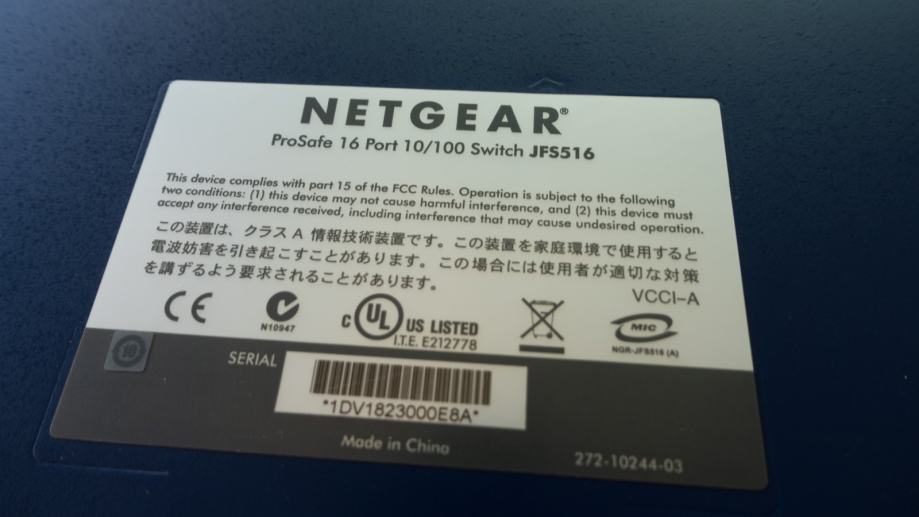 NETGEAR®
ProSafe 16 Port 10/100 Switch JFS516
This device complies with part 15 of the FCC Rules. Operation is subject to the following
two conditions: (1) this device may not cause harmful interference, and (2) this device must
accept any interference received, including interference that may cause undesired operation.
この装置は、クラス A 情報技術装置です。この装置を家庭環境で使用すると
電波妨害を引き起こすことがあります。この場合には使用者が適切な対策
を講ずるよう要求されることがあります。
VCCI-A
CE
N10947
C UL US LISTED
I.T.E. E212778
MIC
NGR-JFS516 (A)
10
SERIAL
*1DV1823000E8A*
Made in China
272-10244-03